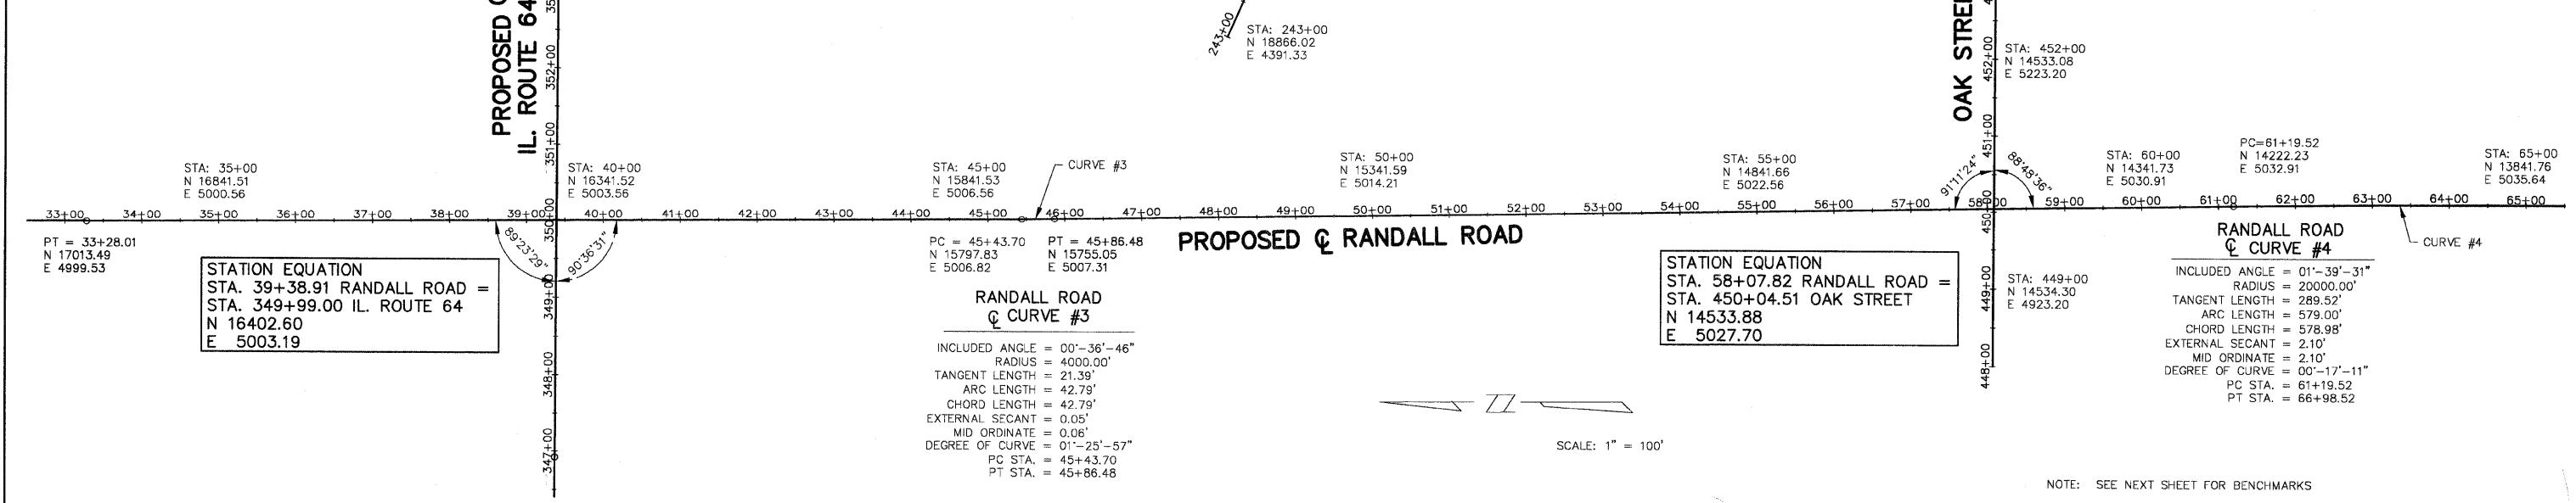 PROPOSED
IL. ROUTE 64
352+00
351+00
350+00
349+00
348+00
347+00
243+00
STA: 243+00
N 18866.02
E 4391.33
OAK STREE
452+00
451+00
450+00
449+00
448+00
STA: 452+00
N 14533.08
E 5223.20
STA: 35+00
N 16841.51
E 5000.56
STA: 40+00
N 16341.52
E 5003.56
STA: 45+00
N 15841.53
E 5006.56
CURVE #3
STA: 50+00
N 15341.59
E 5014.21
STA: 55+00
N 14841.66
E 5022.56
91°11'24"
88°48'36"
STA: 60+00
N 14341.73
E 5030.91
PC=61+19.52
N 14222.23
E 5032.91
STA: 65+00
N 13841.76
E 5035.64
33+00 34+00 35+00 36+00 37+00 38+00 39+00 40+00 41+00 42+00 43+00 44+00 45+00 46+00 47+00 48+00 49+00 50+00 51+00 52+00 53+00 54+00 55+00 56+00 57+00 58+00 59+00 60+00 61+00 62+00 63+00 64+00 65+00
PT = 33+28.01
N 17013.49
E 4999.53
89°23'29"
90°36'31"
STATION EQUATION
STA. 39+38.91 RANDALL ROAD =
STA. 349+99.00 IL. ROUTE 64
N 16402.60
E 5003.19
PC = 45+43.70
N 15797.83
E 5006.82
PT = 45+86.48
N 15755.05
E 5007.31
PROPOSED ℄ RANDALL ROAD
RANDALL ROAD
℄ CURVE #3
INCLUDED ANGLE = 00°-36'-46"
RADIUS = 4000.00'
TANGENT LENGTH = 21.39'
ARC LENGTH = 42.79'
CHORD LENGTH = 42.79'
EXTERNAL SECANT = 0.05'
MID ORDINATE = 0.06'
DEGREE OF CURVE = 01°-25'-57"
PC STA. = 45+43.70
PT STA. = 45+86.48
Z
SCALE: 1" = 100'
STATION EQUATION
STA. 58+07.82 RANDALL ROAD =
STA. 450+04.51 OAK STREET
N 14533.88
E 5027.70
STA: 449+00
N 14534.30
E 4923.20
RANDALL ROAD
℄ CURVE #4
INCLUDED ANGLE = 01°-39'-31"
RADIUS = 20000.00'
TANGENT LENGTH = 289.52'
ARC LENGTH = 579.00'
CHORD LENGTH = 578.98'
EXTERNAL SECANT = 2.10'
MID ORDINATE = 2.10'
DEGREE OF CURVE = 00°-17'-11"
PC STA. = 61+19.52
PT STA. = 66+98.52
CURVE #4
NOTE: SEE NEXT SHEET FOR BENCHMARKS